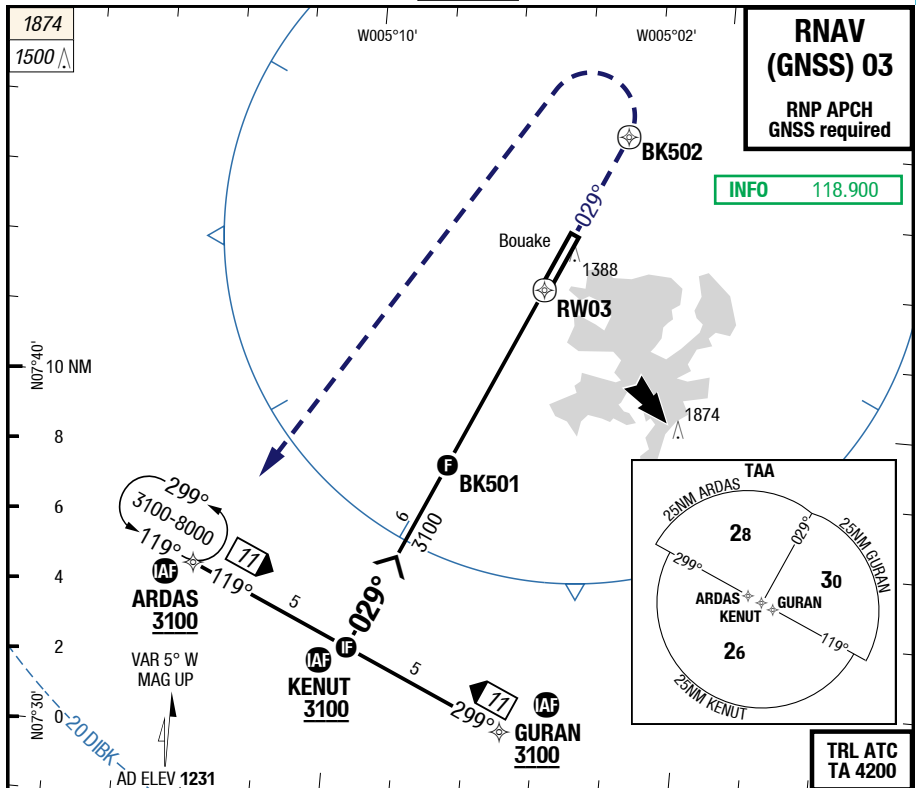 1874
1500
W005°10'
W005°02'
RNAV
(GNSS) 03
RNP APCH
GNSS required
INFO 118.900
BK502
029°
Bouake
1388
RW03
N07°40'
10 NM
1874
8
BK501
F
6
6
3100
299°
3100-8000
119°
11
4
IAF
119°
ARDAS
3100
5
029°
2
IF
IAF
KENUT
3100
5
VAR 5° W
MAG UP
11
IAF
299°
GURAN
3100
N07°30'
0
20 DIBK
AD ELEV 1231
TAA
25NM ARDAS
28
029°
25NM GURAN
299°
30
ARDAS
GURAN
KENUT
26
119°
25NM KENUT
TRL ATC
TA 4200